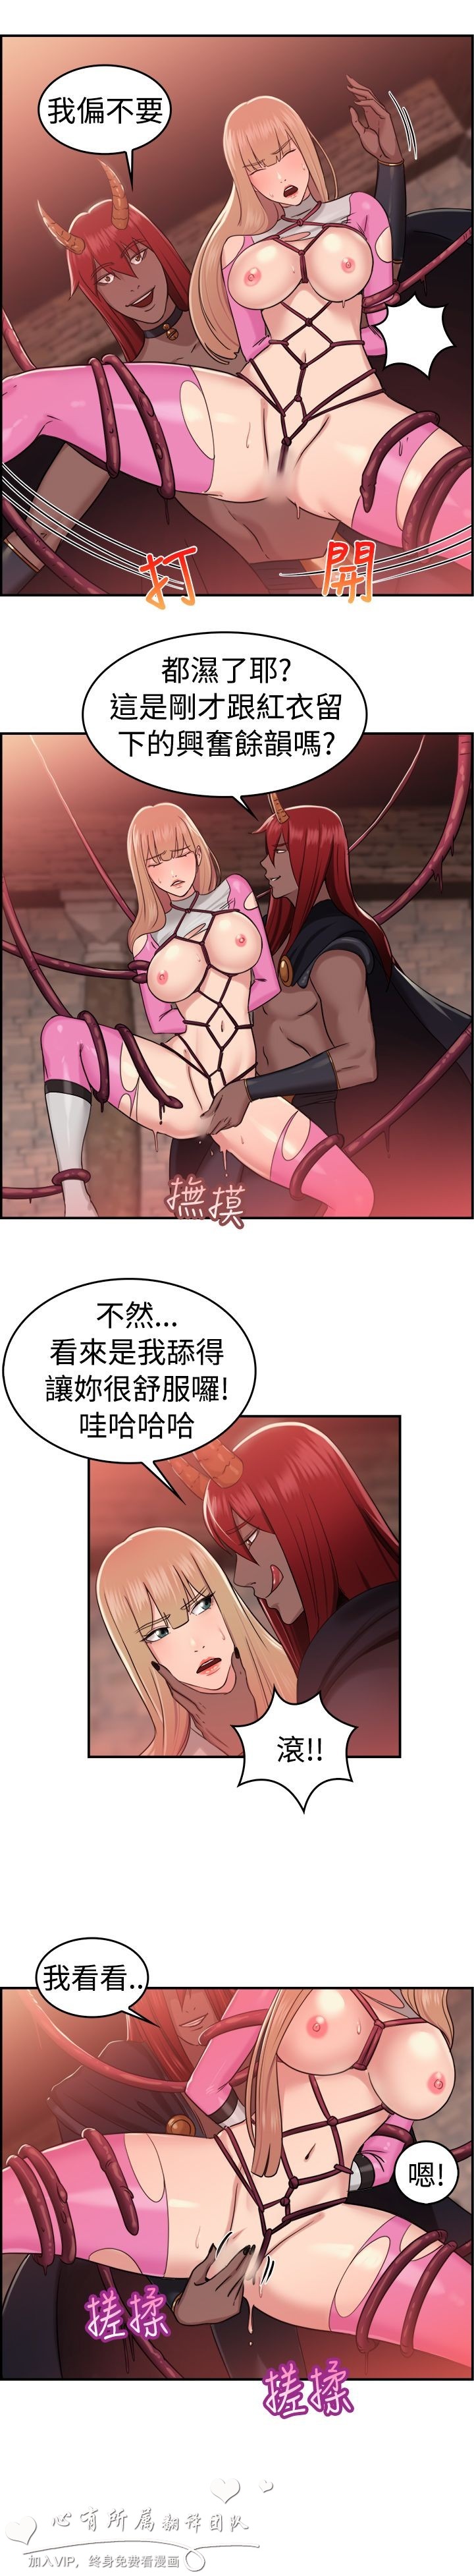 我偏不要
打 開
都濕了耶?
這是剛才跟紅衣留
下的興奮餘韻嗎?
撫摸
不然...
看來是我舔得
讓妳很舒服囉!
哇哈哈哈
滾!!
我看看..
嗯!
搓揉
搓揉
心有所属翻译团队
加入VIP，终身免费看漫画